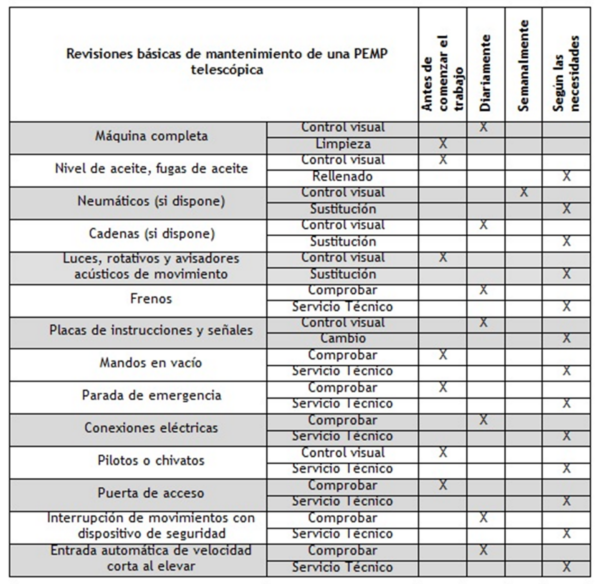 Revisiones básicas de mantenimiento de una PEMP
telescópica
Antes de
comenzar el
trabajo
Diariamente
Semanalmente
Según las
necesidades
Máquina completa
Control visual X
Limpieza X
Nivel de aceite, fugas de aceite
Control visual X
Rellenado X
Neumáticos (si dispone)
Control visual X
Sustitución X
Cadenas (si dispone)
Control visual X
Sustitución X
Luces, rotativos y avisadores
acústicos de movimiento
Control visual X
Sustitución X
Frenos
Comprobar X
Servicio Técnico X
Placas de instrucciones y señales
Control visual X
Cambio X
Mandos en vacío
Comprobar X
Servicio Técnico X
Parada de emergencia
Comprobar X
Servicio Técnico X
Conexiones eléctricas
Comprobar X
Servicio Técnico X
Pilotos o chivatos
Control visual X
Servicio Técnico X
Puerta de acceso
Comprobar X
Servicio Técnico X
Interrupción de movimientos con
dispositivo de seguridad
Comprobar X
Servicio Técnico X
Entrada automática de velocidad
corta al elevar
Comprobar X
Servicio Técnico X